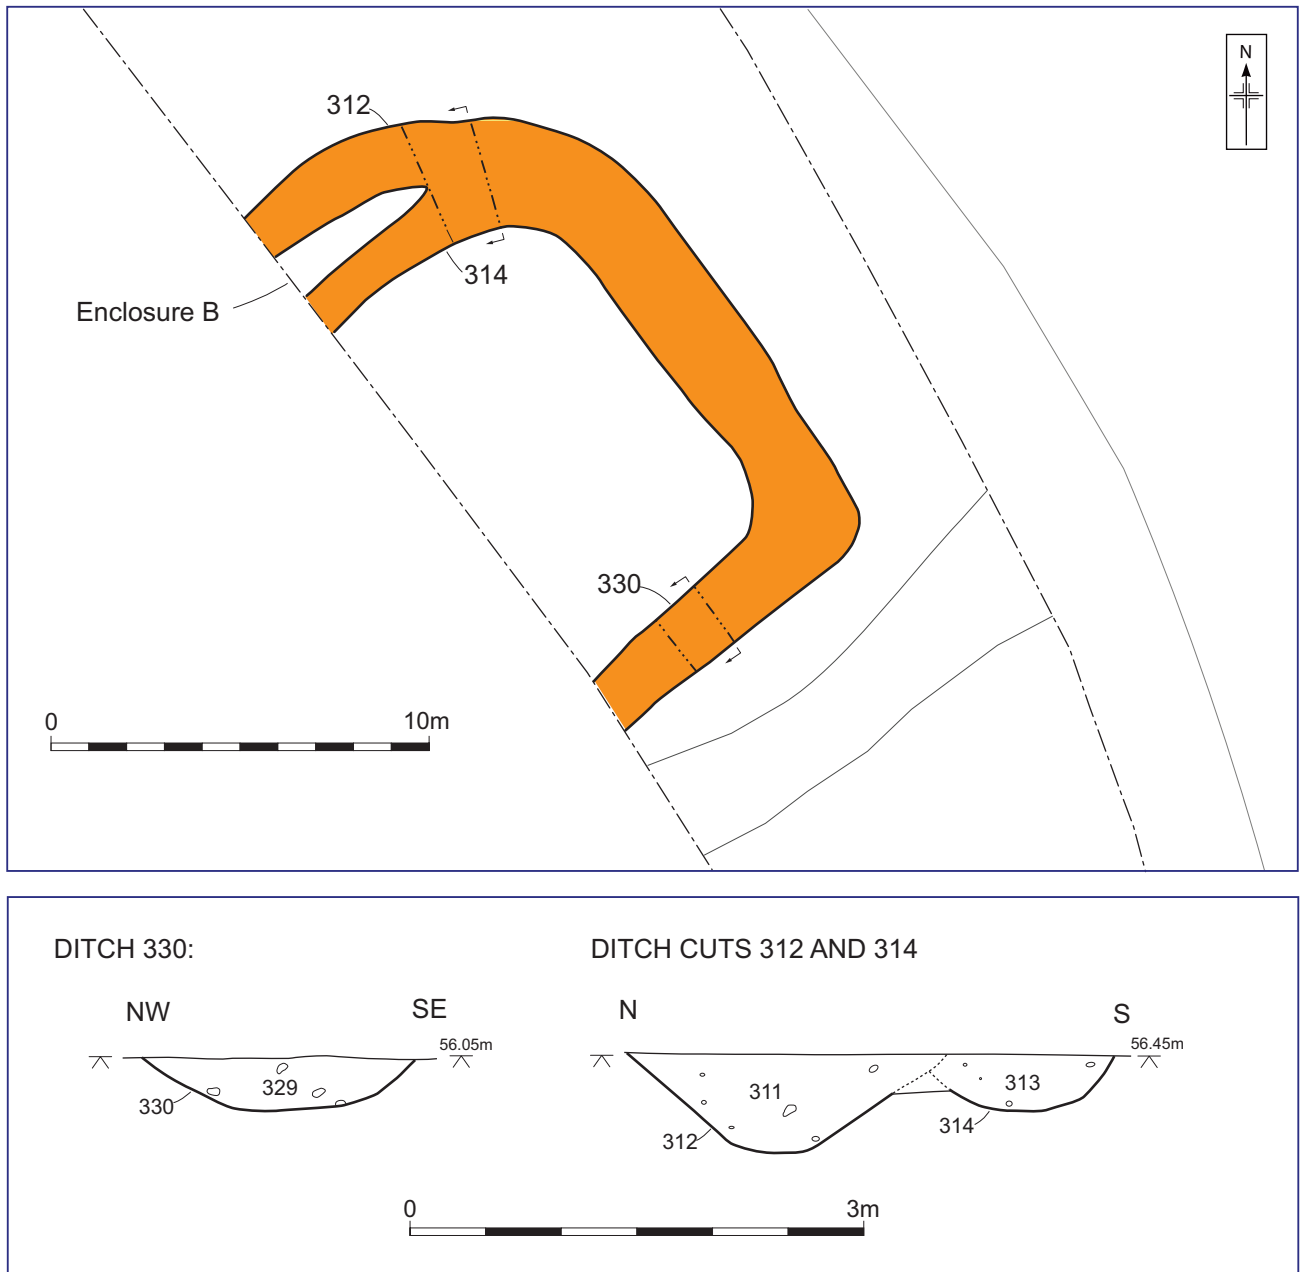 N
312
314
Enclosure B
330
0 10m
DITCH 330:
DITCH CUTS 312 AND 314
NW SE
56.05m
329
330
N S
56.45m
311
313
312
314
0 3m